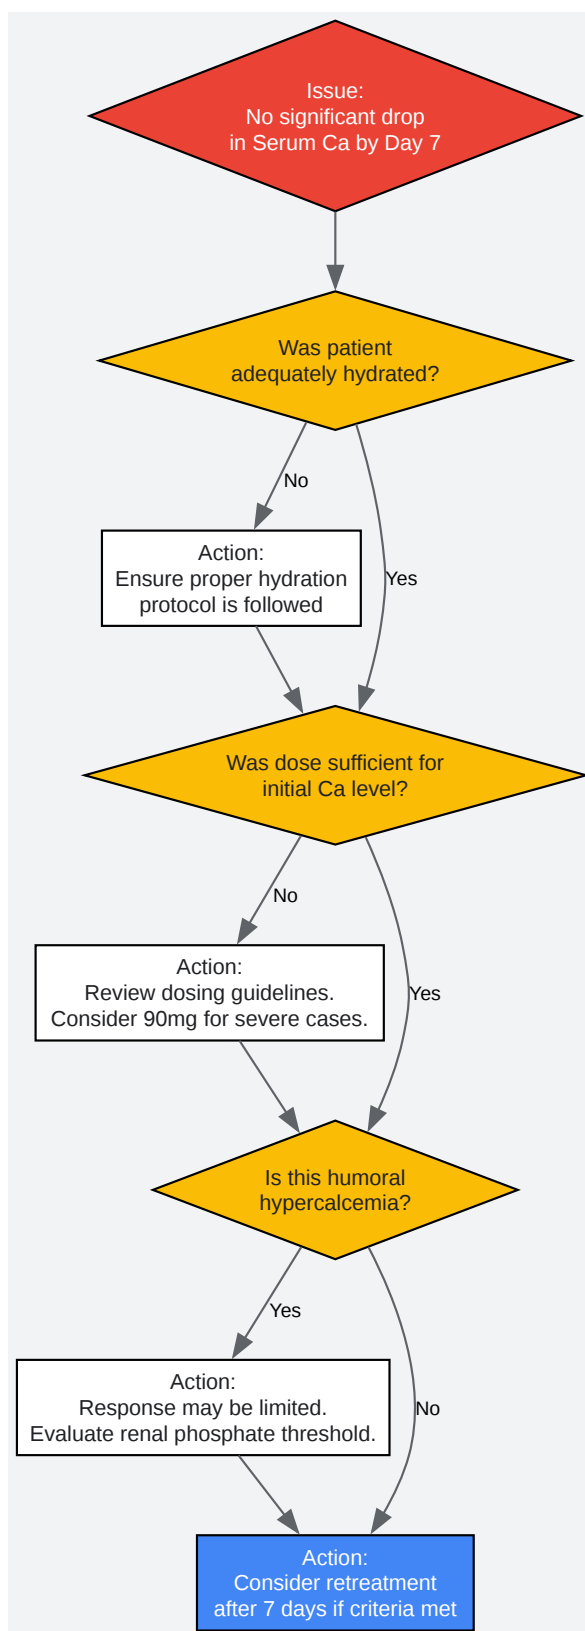 Issue:
No significant drop
in Serum Ca by Day 7
Was patient
adequately hydrated?
No
Yes
Action:
Ensure proper hydration
protocol is followed
Was dose sufficient for
initial Ca level?
No
Yes
Action:
Review dosing guidelines.
Consider 90mg for severe cases.
Is this humoral
hypercalcemia?
Yes
No
Action:
Response may be limited.
Evaluate renal phosphate threshold.
Action:
Consider retreatment
after 7 days if criteria met